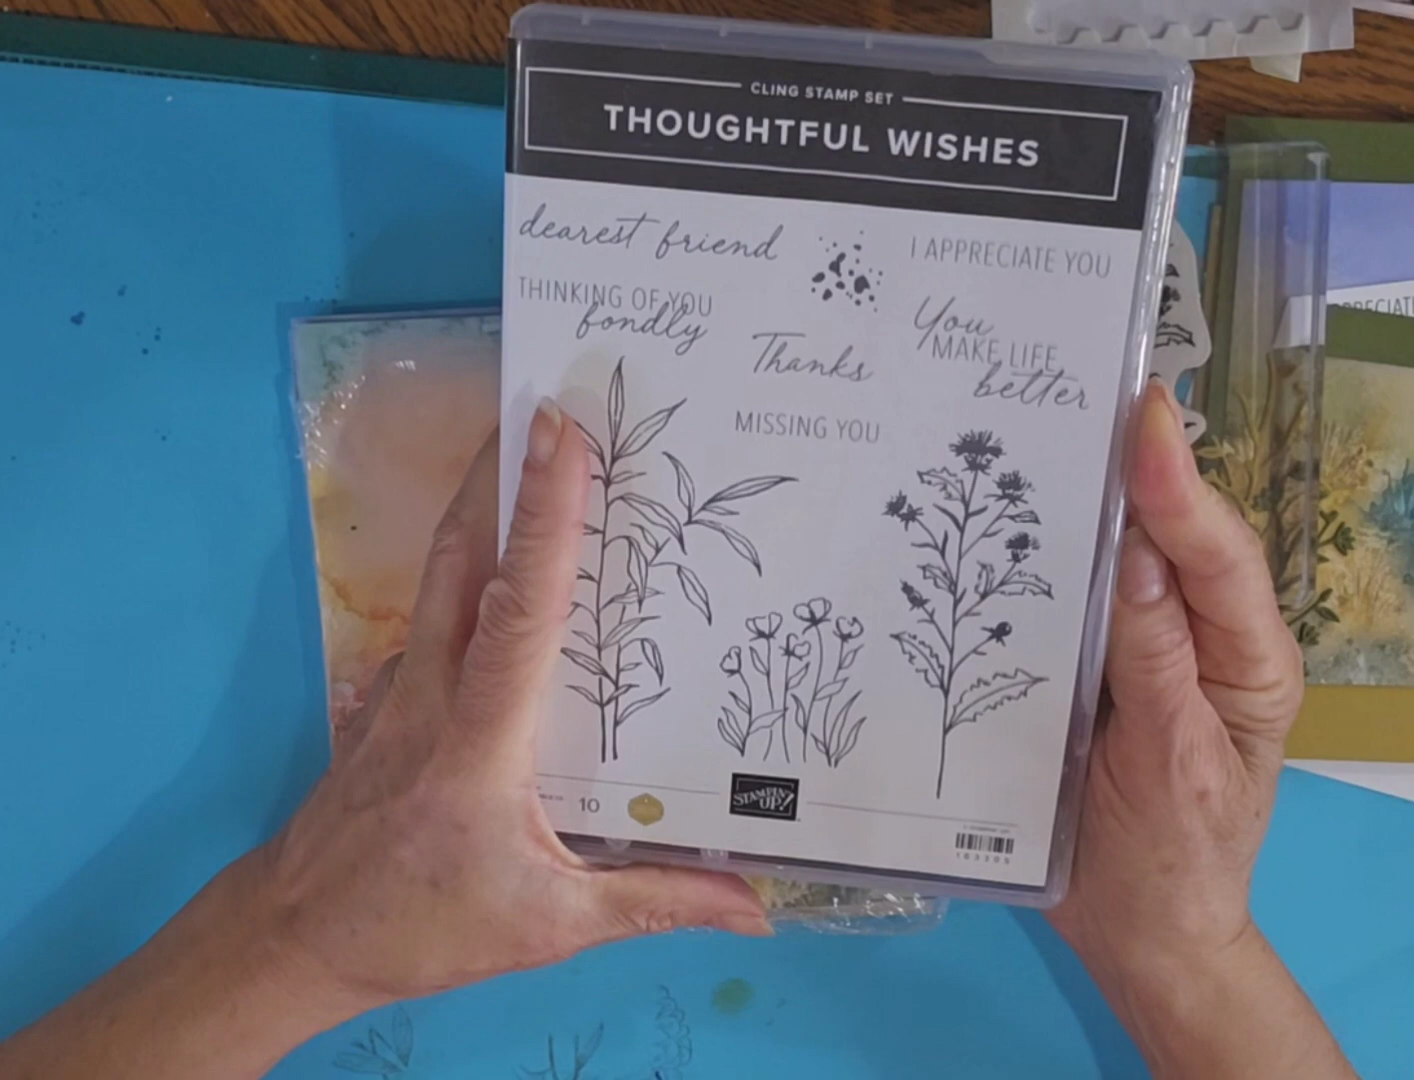 CLING STAMP SET
THOUGHTFUL WISHES
dearest friend
I APPRECIATE YOU
THINKING OF YOU
fondly
You
MAKE LIFE
better
Thanks
MISSING YOU
10
STAMPIN' UP!
163305